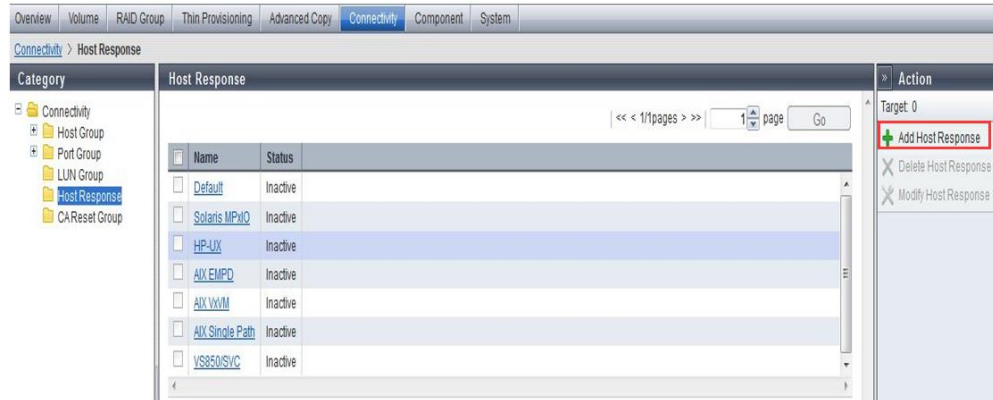 Overview Volume RAID Group Thin Provisioning Advanced Copy Connectivity Component System
Connectivity > Host Response
Category
Connectivity
Host Group
Port Group
LUN Group
Host Response
CA Reset Group
Host Response
| << < 1/1pages > >> | 1 page Go
Name Status
Default Inactive
Solaris MPxIO Inactive
HP-UX Inactive
AIX EMPD Inactive
AIX VxVM Inactive
AIX Single Path Inactive
VS850/SVC Inactive
» Action
Target: 0
Add Host Response
Delete Host Response
Modify Host Response